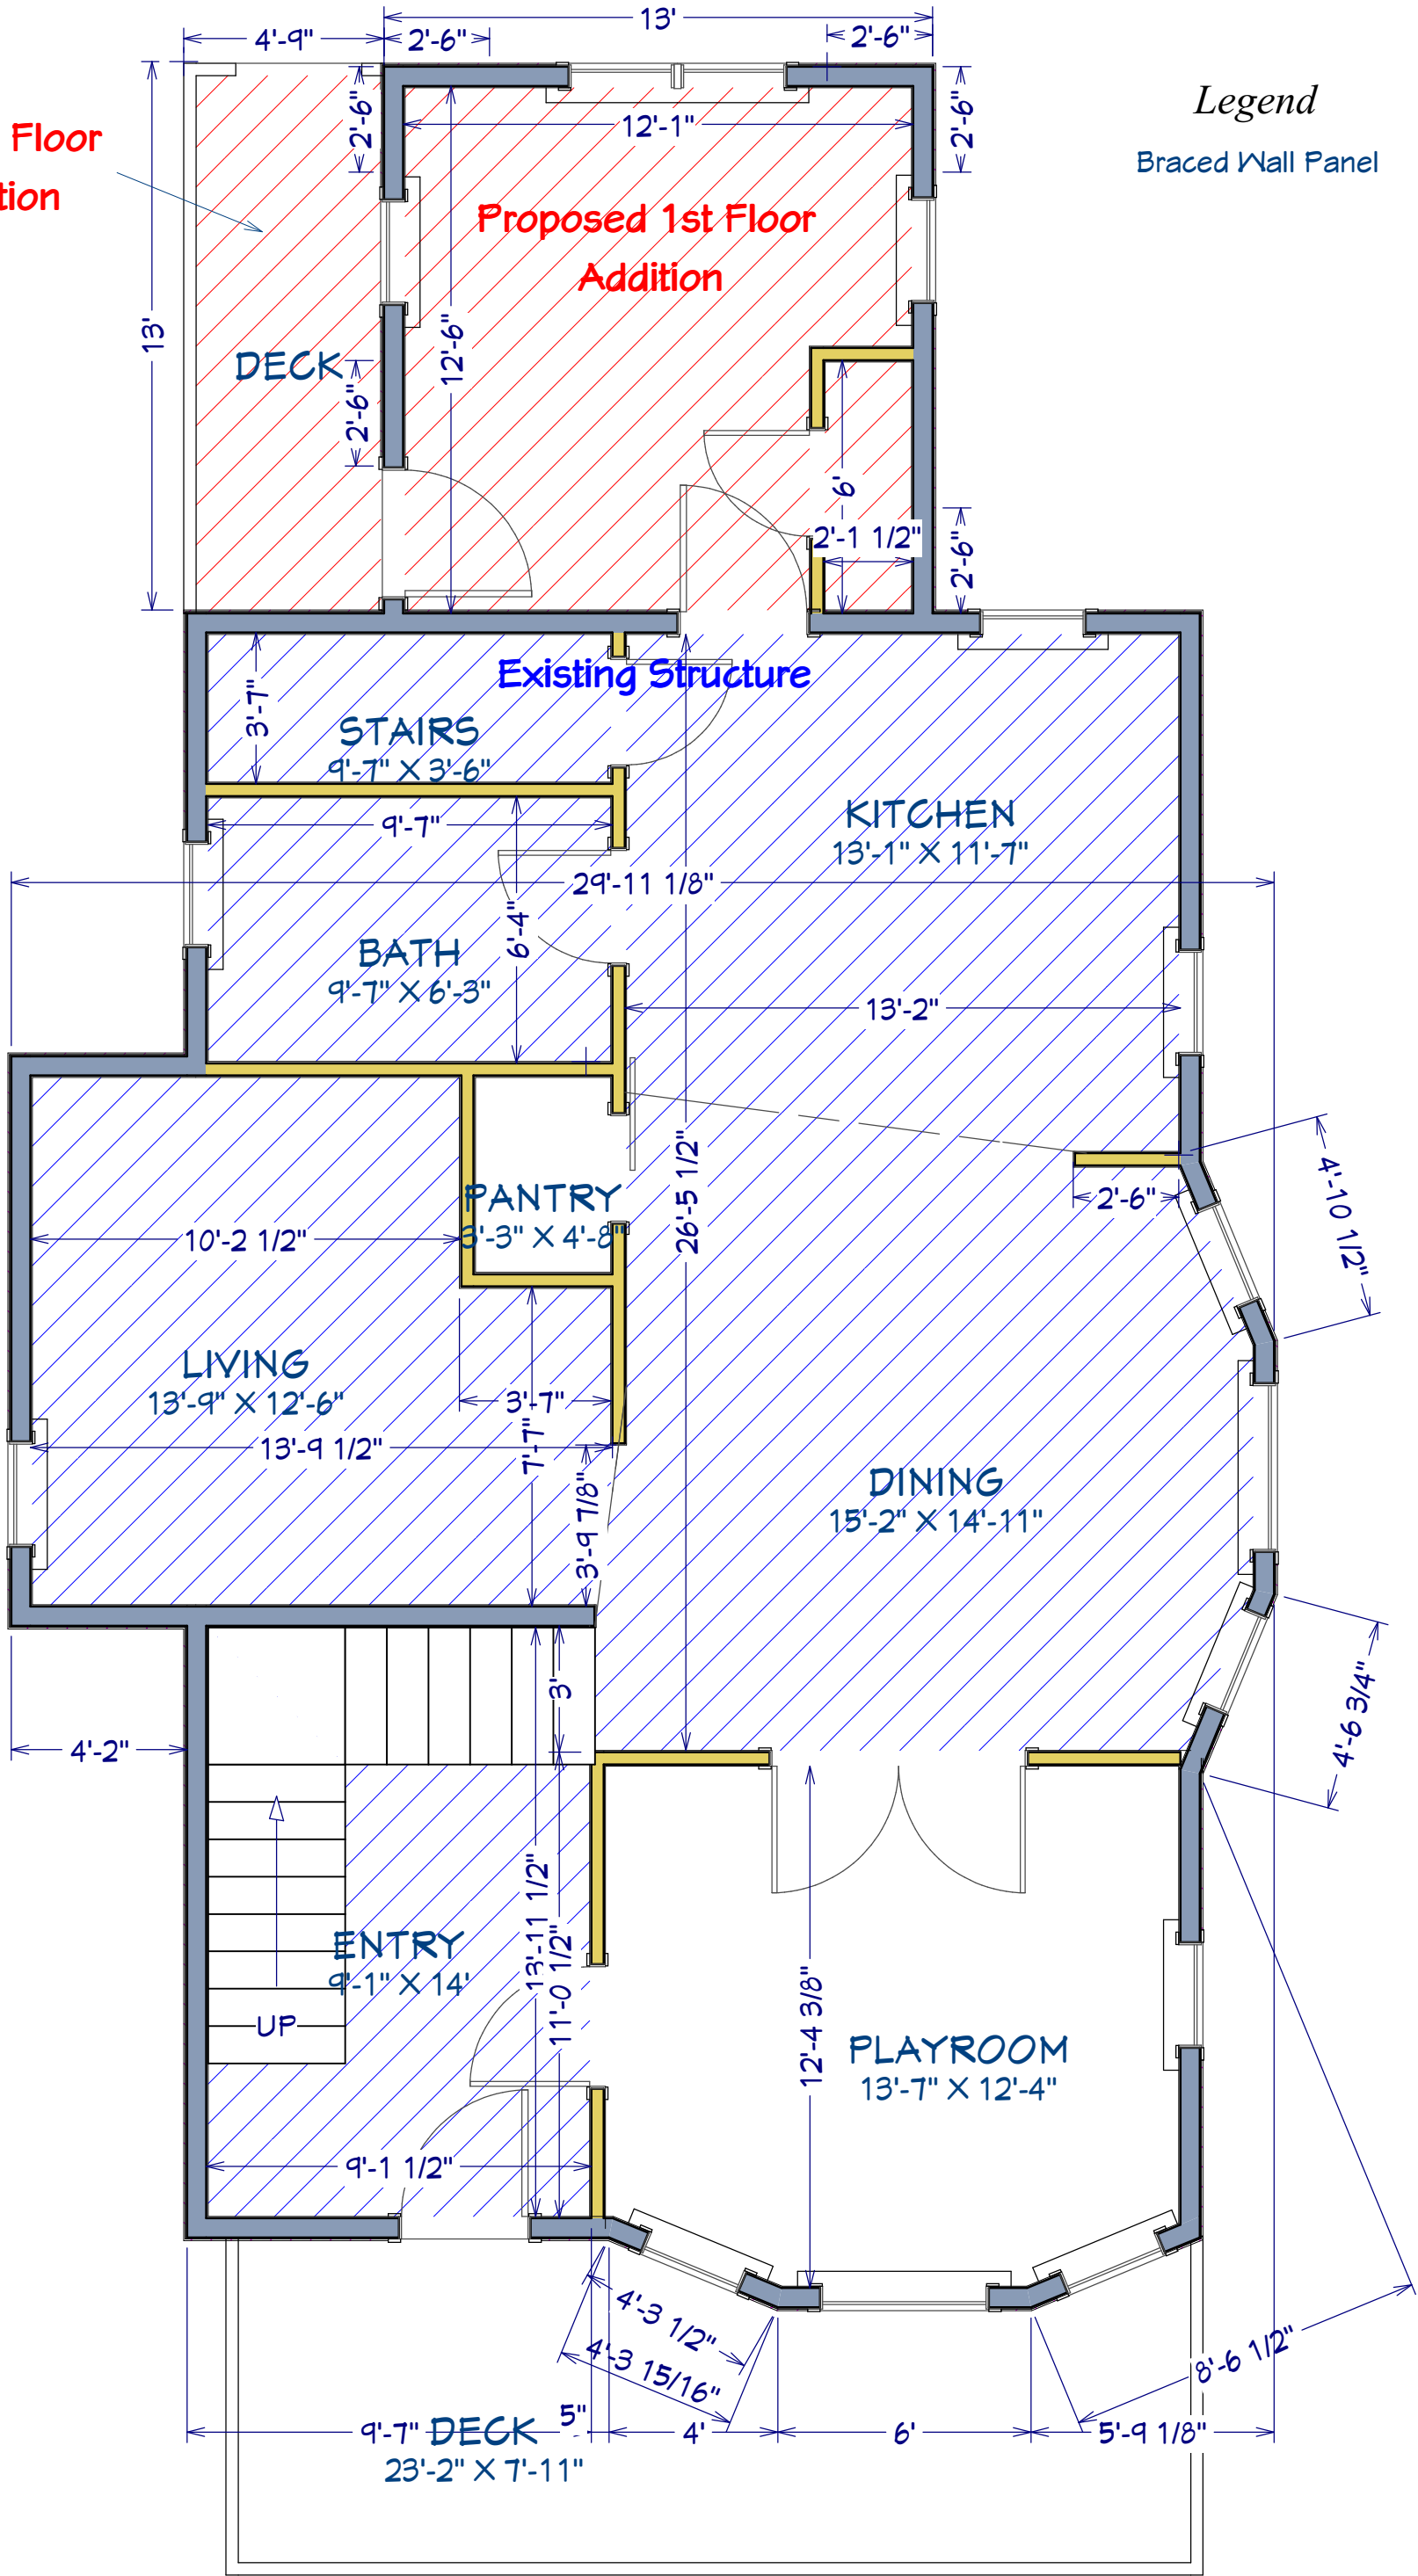 13'
4'-9"
2'-6"
2'-6"
Legend
Braced Wall Panel
Floor
tion
2'-6"
2'-6"
12'-1"
Proposed 1st Floor
Addition
13'
12'-6"
DECK
2'-6"
6'
2'-1 1/2"
2'-6"
Existing Structure
3'-7"
STAIRS
9'-7" X 3'-6"
KITCHEN
13'-1" X 11'-7"
9'-7"
29'-11 1/8"
6'-4"
BATH
9'-7" X 6'-3"
13'-2"
4'-10 1/2"
2'-6"
26'-5 1/2"
PANTRY
3'-3" X 4'-8"
10'-2 1/2"
LIVING
13'-9" X 12'-6"
3'-7"
7'-7"
13'-9 1/2"
3'-9 7/8"
DINING
15'-2" X 14'-11"
3'
4'-2"
4'-6 3/4"
13'-11 1/2"
11'-0 1/2"
ENTRY
9'-1" X 14'
UP
12'-4 3/8"
PLAYROOM
13'-7" X 12'-4"
9'-1 1/2"
4'-3 1/2"
4'-3 15/16"
8'-6 1/2"
9'-7"
DECK
5"
4'
6'
5'-9 1/8"
23'-2" X 7'-11"